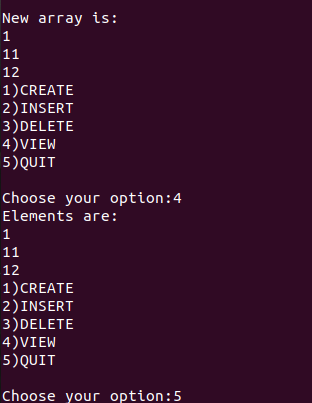 New array is:
1
11
12
1)CREATE
2)INSERT
3)DELETE
4)VIEW
5)QUIT
Choose your option:4
Elements are:
1
11
12
1)CREATE
2)INSERT
3)DELETE
4)VIEW
5)QUIT
Choose your option:5